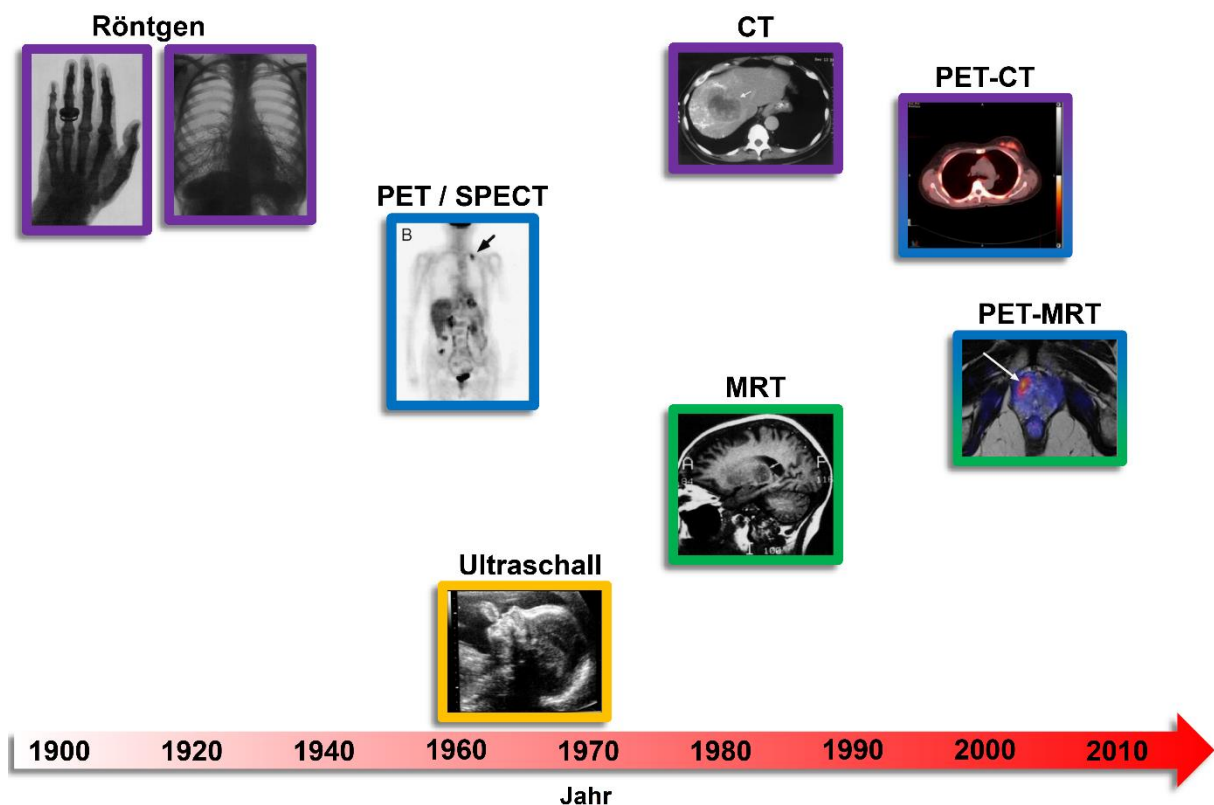 Röntgen
CT
PET-CT
PET / SPECT
B
PET-MRT
MRT
A
P
I
100
Ultraschall
1900 1920 1940 1960 1970 1980 1990 2000 2010
Jahr